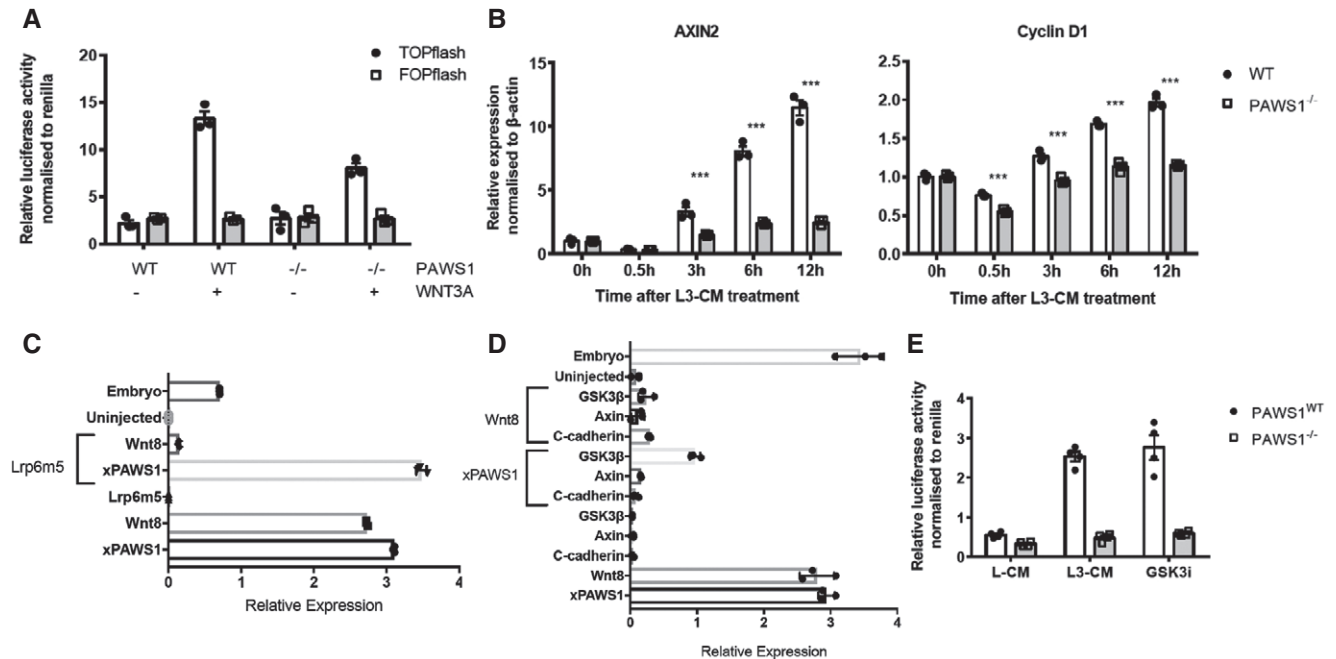 A
Relative luciferase activity
normalised to renilla
20
15
10
5
0
TOPflash
FOPflash
WT WT -/- -/- PAWS1
- + - + WNT3A
B
AXIN2
Relative expression
normalised to β-actin
15
10
5
0
***
***
***
0h 0.5h 3h 6h 12h
Time after L3-CM treatment
Cyclin D1
2.5
2.0
1.5
1.0
0.5
0.0
***
***
***
***
0h 0.5h 3h 6h 12h
Time after L3-CM treatment
WT
PAWS1-/-
C
Embryo
Uninjected
Lrp6m5
Wnt8
xPAWS1
Lrp6m5
Wnt8
xPAWS1
0 1 2 3 4
Relative Expression
D
Embryo
Uninjected
Wnt8
GSK3β
Axin
C-cadherin
xPAWS1
GSK3β
Axin
C-cadherin
GSK3β
Axin
C-cadherin
Wnt8
xPAWS1
0 1 2 3 4
Relative Expression
E
Relative luciferase activity
normalised to renilla
4
3
2
1
0
L-CM L3-CM GSK3i
PAWS1WT
PAWS1-/-